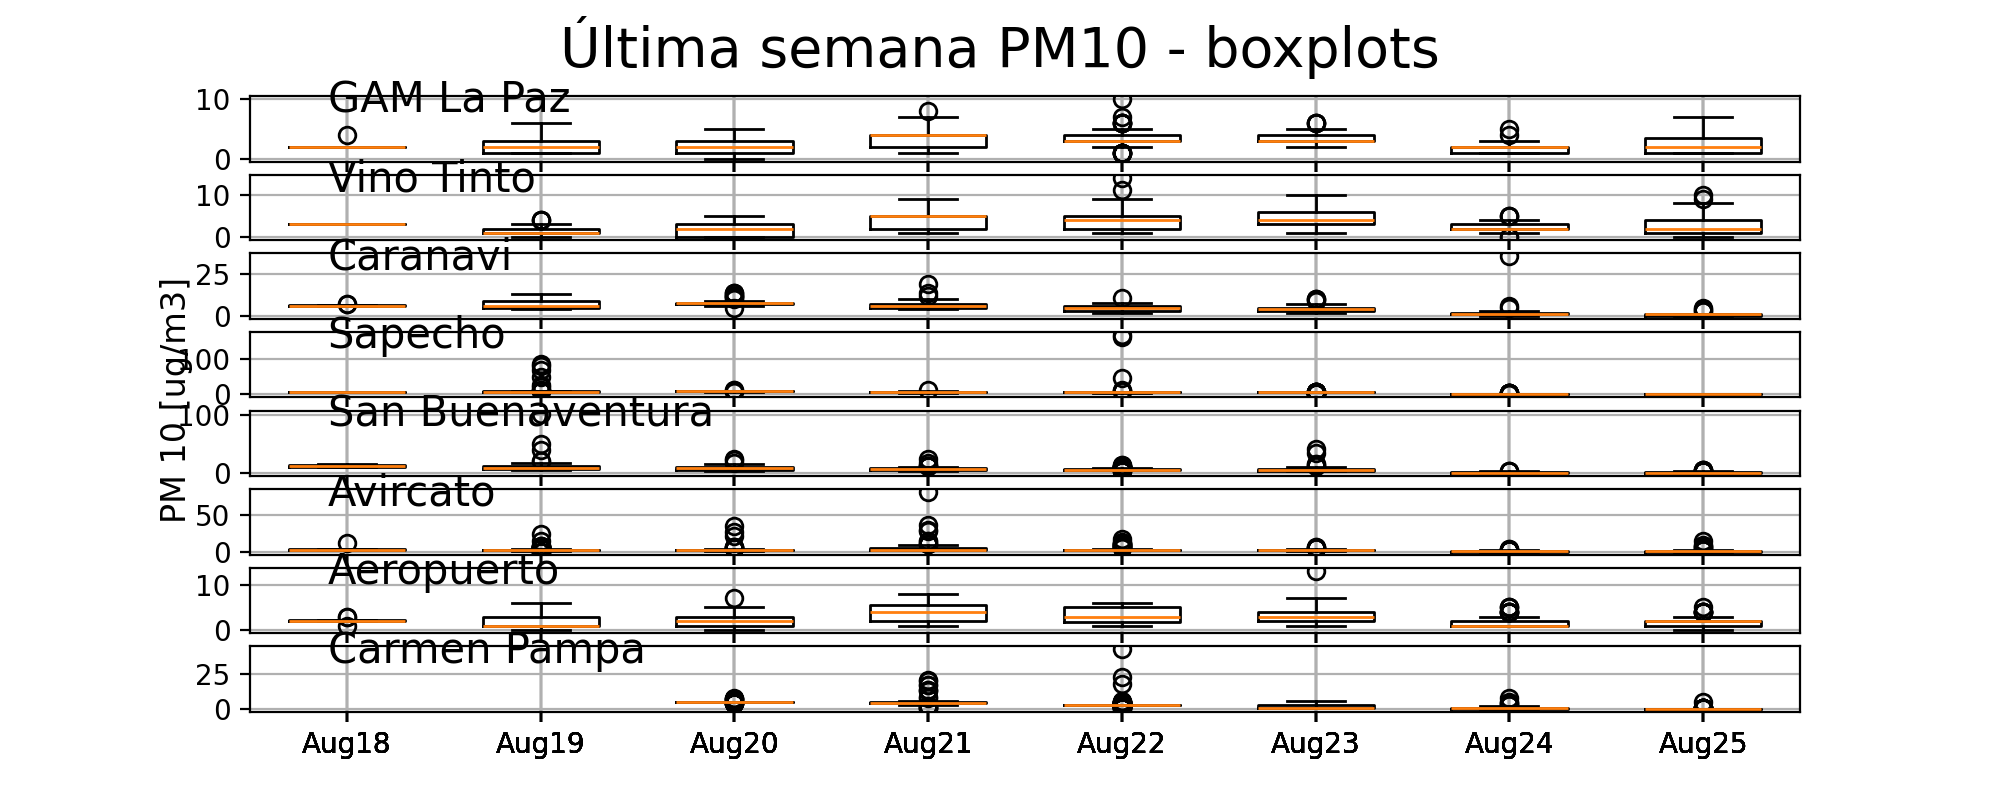 Última semana PM10 - boxplots
GAM La Paz
10
0
Vino Tinto
10
0
Caranavi
25
0
Sapecho
100
0
San Buenaventura
100
0
Avircato
50
0
Aeropuerto
10
0
Carmen Pampa
25
0
PM 10 [ug/m3]
Aug18 Aug19 Aug20 Aug21 Aug22 Aug23 Aug24 Aug25